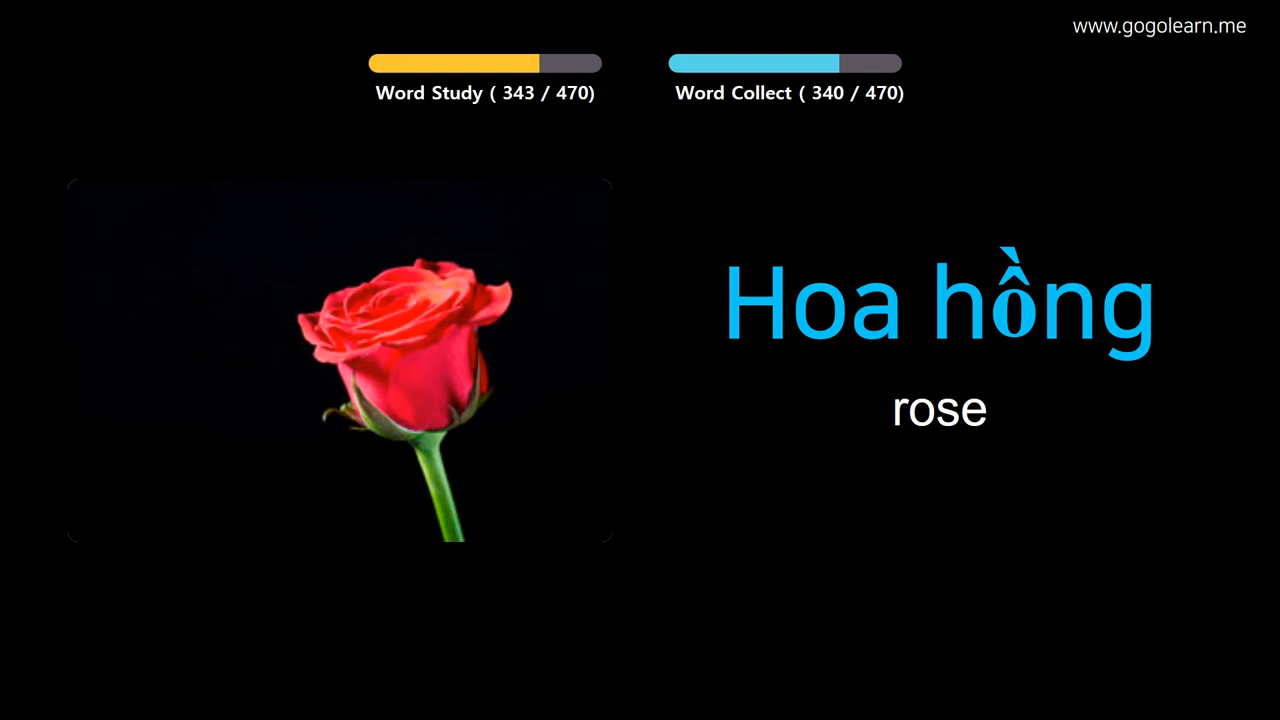 www.gogolearn.me
Word Study ( 343 / 470)
Word Collect ( 340 / 470)
Hoa hồng
rose